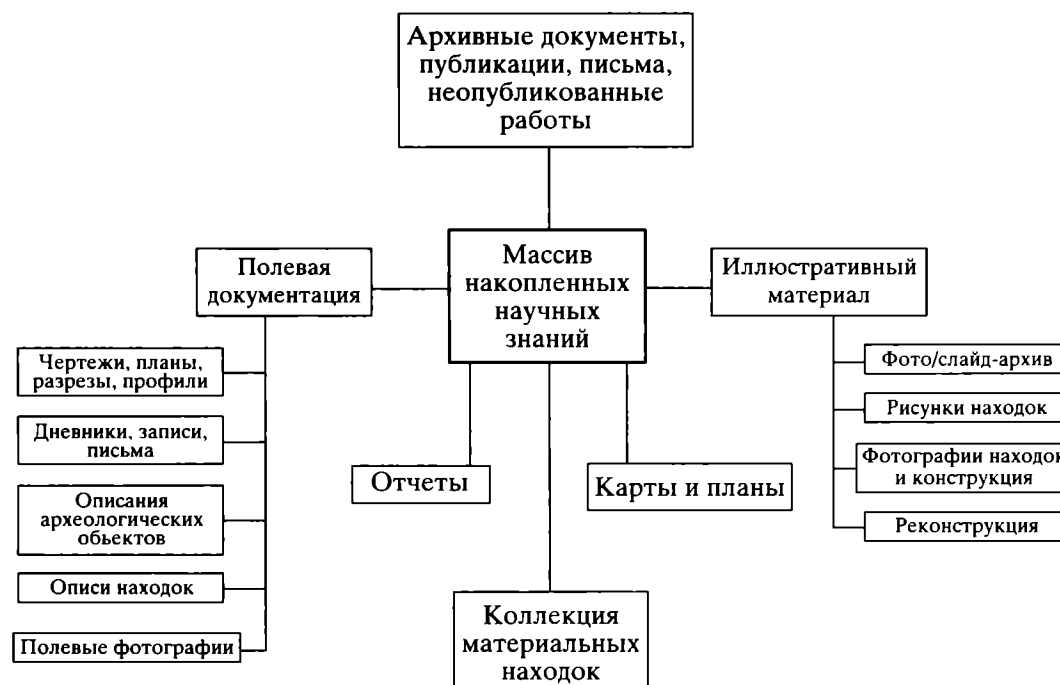 Архивные документы,
публикации, письма,
неопубликованные
работы
Массив
накопленных
научных
знаний
Полевая
документация
Чертежи, планы,
разрезы, профили
Дневники, записи,
письма
Описания
археологических
обьектов
Описи находок
Полевые фотографии
Отчеты
Карты и планы
Коллекция
материальных
находок
Иллюстративный
материал
Фото/слайд-архив
Рисунки находок
Фотографии находок
и конструкция
Реконструкция